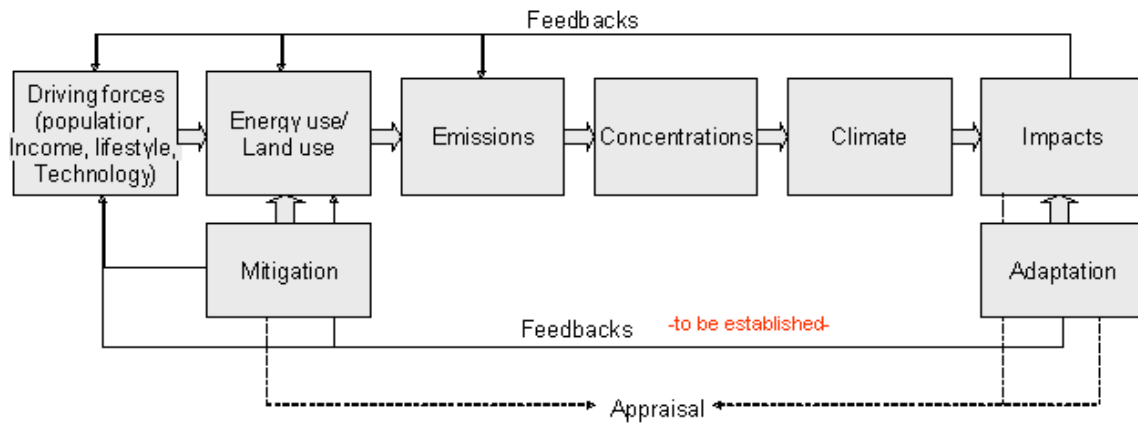 Feedbacks
Driving forces
(population,
Income, lifestyle,
Technology)
Energy use/
Land use
Emissions
Concentrations
Climate
Impacts
Mitigation
Adaptation
Feedbacks
-to be established-
Appraisal